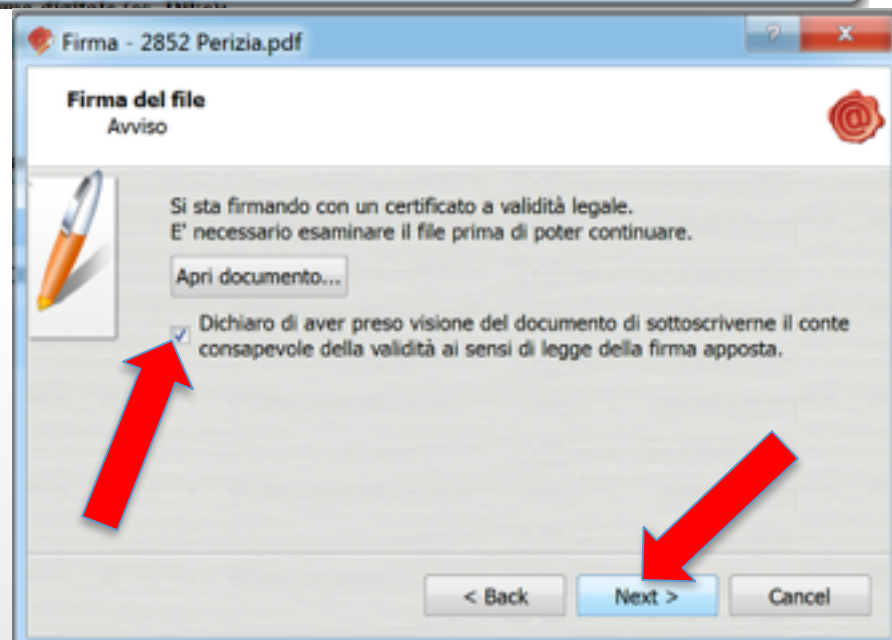 Firma - 2852 Perizia.pdf
?
x
Firma del file
Avviso
@
Si sta firmando con un certificato a validità legale.
E' necessario esaminare il file prima di poter continuare.
Apri documento...
Dichiaro di aver preso visione del documento di sottoscriverne il conte
consapevole della validità ai sensi di legge della firma apposta.
< Back
Next >
Cancel